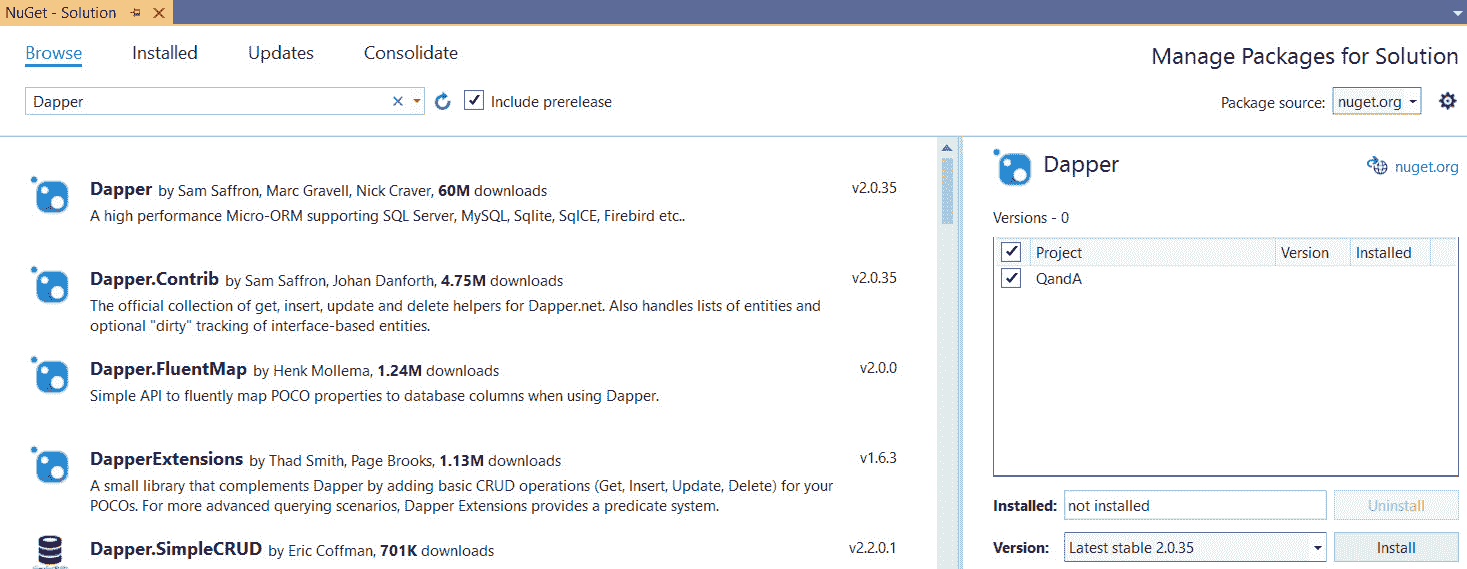 NuGet - Solution
Browse Installed Updates Consolidate
Manage Packages for Solution
Dapper
Include prerelease
Package source: nuget.org
Dapper by Sam Saffron, Marc Gravell, Nick Craver, 60M downloads
v2.0.35
A high performance Micro-ORM supporting SQL Server, MySQL, Sqlite, SqlCE, Firebird etc..
Dapper.Contrib by Sam Saffron, Johan Danforth, 4.75M downloads
v2.0.35
The official collection of get, insert, update and delete helpers for Dapper.net. Also handles lists of entities and
optional "dirty" tracking of interface-based entities.
Dapper.FluentMap by Henk Mollema, 1.24M downloads
v2.0.0
Simple API to fluently map POCO properties to database columns when using Dapper.
DapperExtensions by Thad Smith, Page Brooks, 1.13M downloads
v1.6.3
A small library that complements Dapper by adding basic CRUD operations (Get, Insert, Update, Delete) for your
POCOs. For more advanced querying scenarios, Dapper Extensions provides a predicate system.
Dapper.SimpleCRUD by Eric Coffman, 701K downloads
v2.2.0.1
Dapper
nuget.org
Versions - 0
Project Version Installed
QandA
Installed: not installed Uninstall
Version: Latest stable 2.0.35 Install